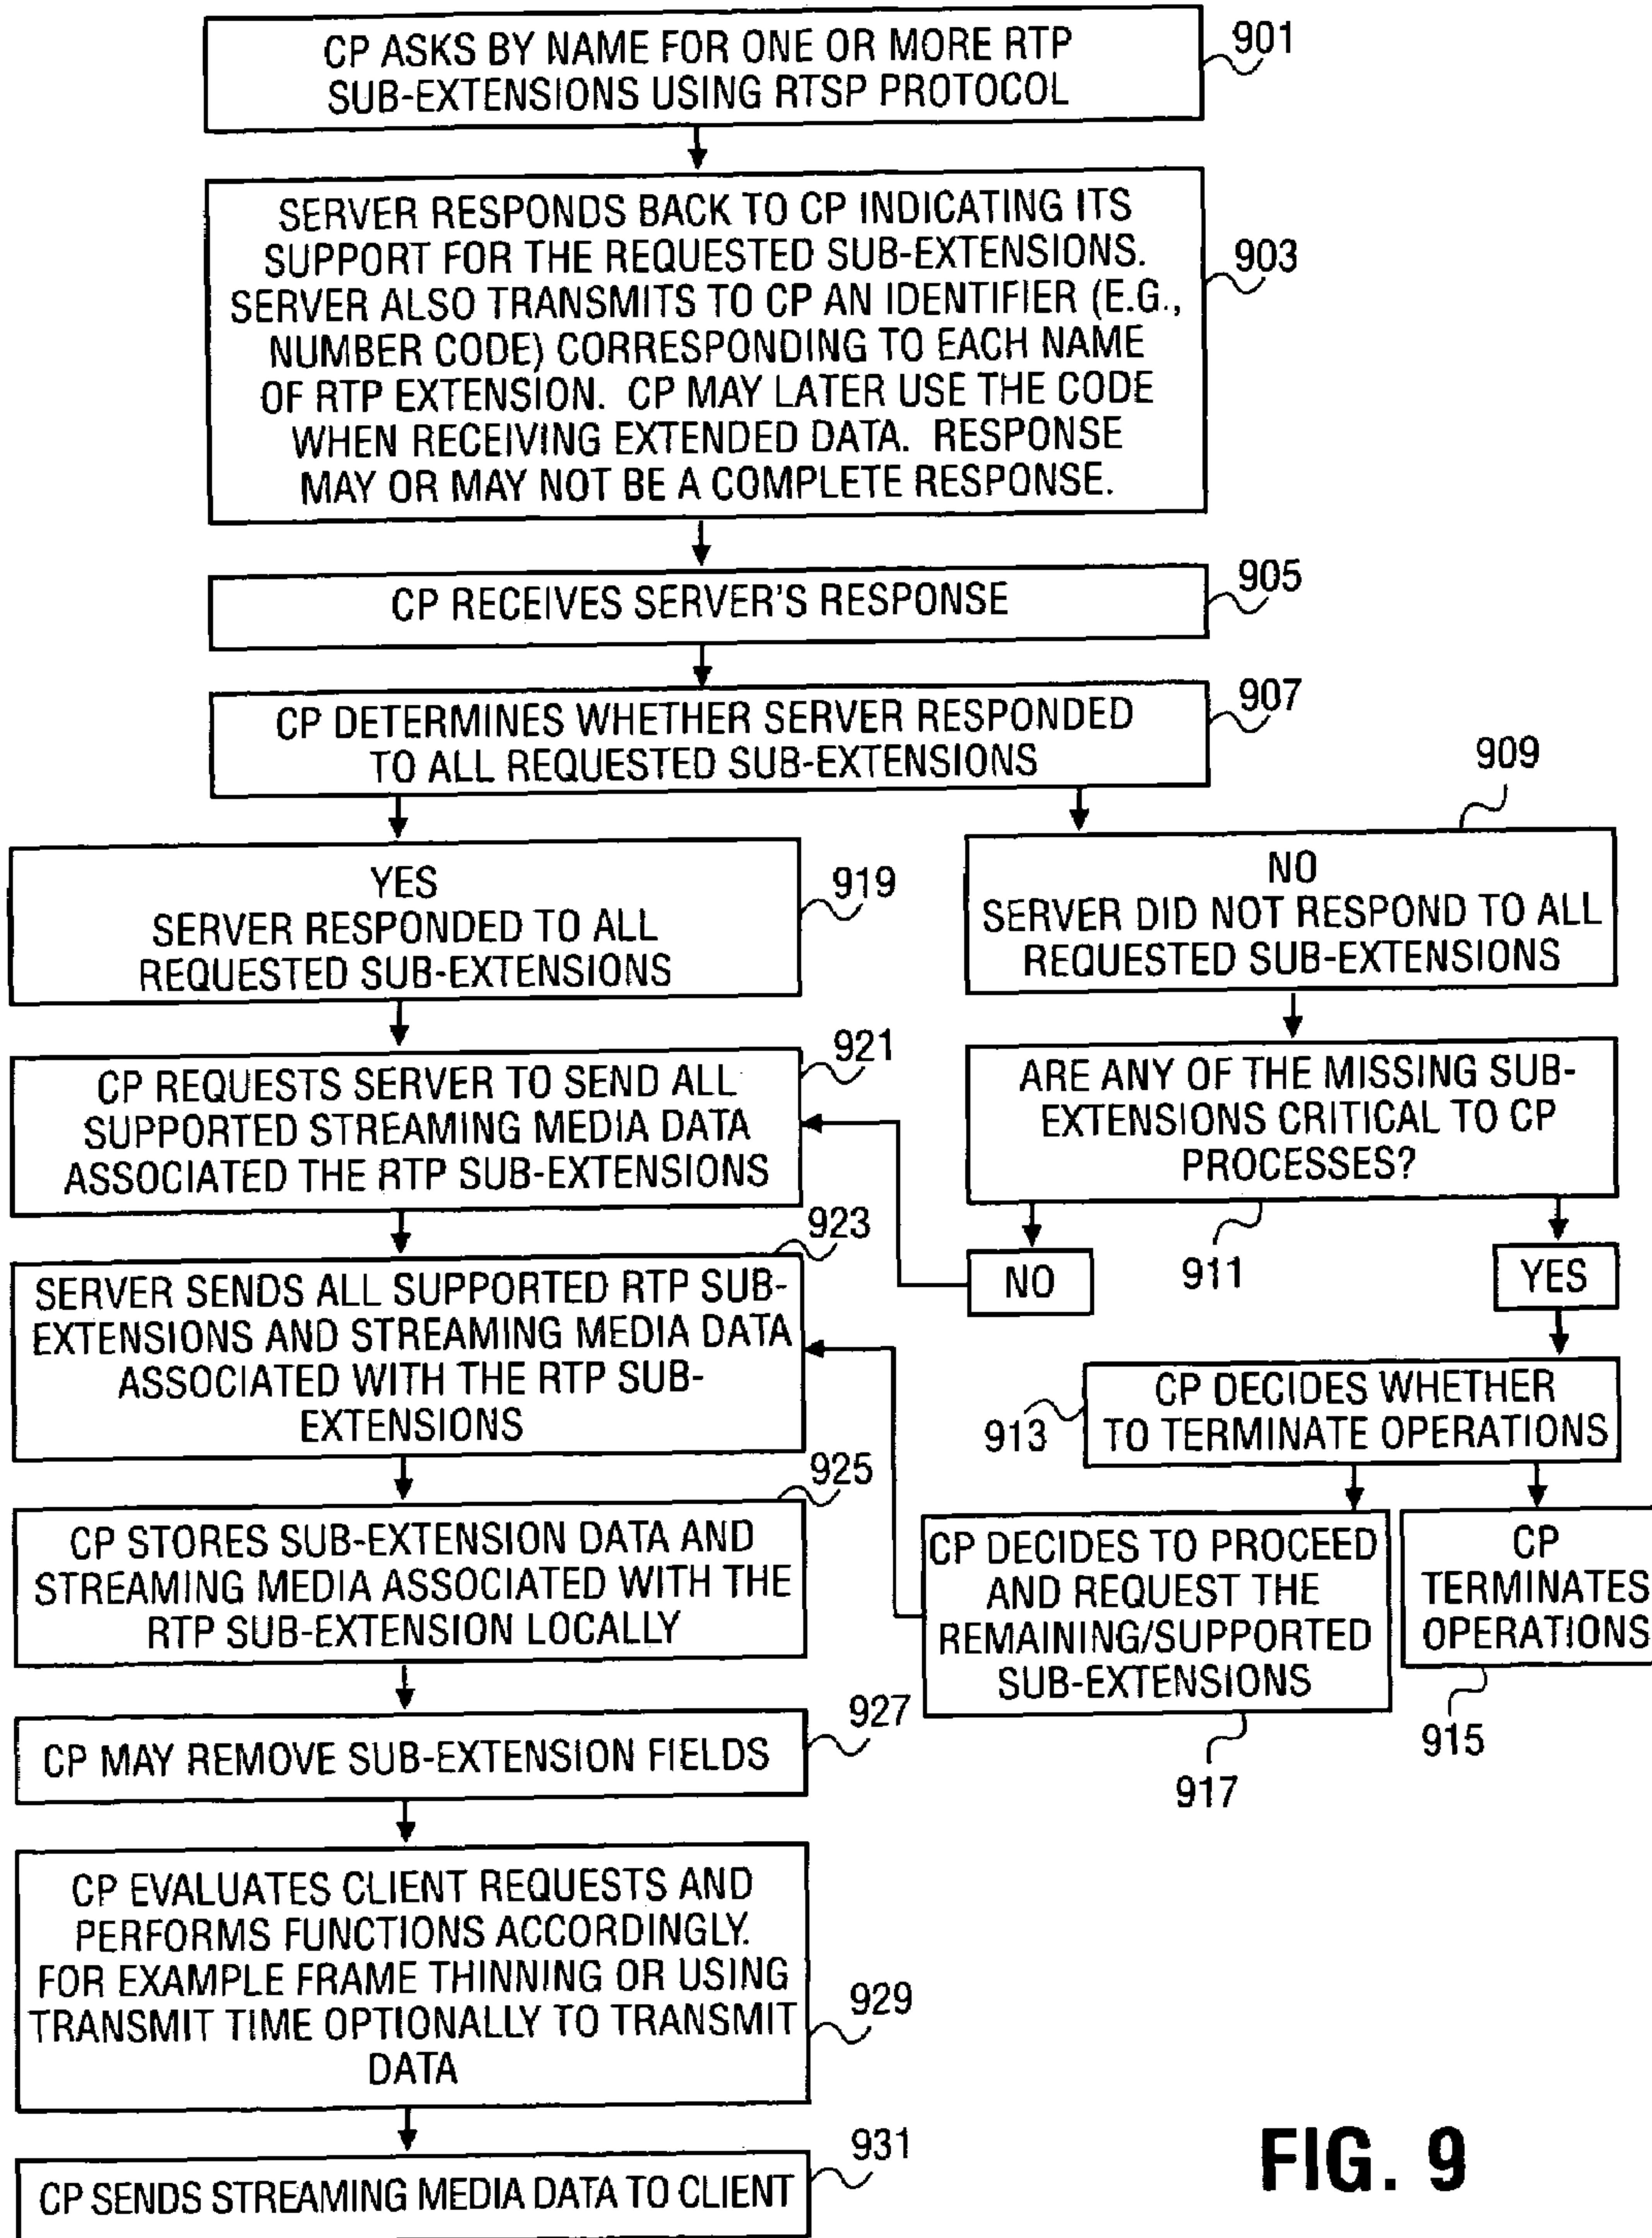 CP ASKS BY NAME FOR ONE OR MORE RTP
SUB-EXTENSIONS USING RTSP PROTOCOL
901
SERVER RESPONDS BACK TO CP INDICATING ITS
SUPPORT FOR THE REQUESTED SUB-EXTENSIONS.
SERVER ALSO TRANSMITS TO CP AN IDENTIFIER (E.G.,
NUMBER CODE) CORRESPONDING TO EACH NAME
OF RTP EXTENSION. CP MAY LATER USE THE CODE
WHEN RECEIVING EXTENDED DATA. RESPONSE
MAY OR MAY NOT BE A COMPLETE RESPONSE.
903
CP RECEIVES SERVER'S RESPONSE
905
CP DETERMINES WHETHER SERVER RESPONDED
TO ALL REQUESTED SUB-EXTENSIONS
907
909
NO
SERVER DID NOT RESPOND TO ALL
REQUESTED SUB-EXTENSIONS
YES
SERVER RESPONDED TO ALL
REQUESTED SUB-EXTENSIONS
919
ARE ANY OF THE MISSING SUB-
EXTENSIONS CRITICAL TO CP
PROCESSES?
911
NO
YES
CP DECIDES WHETHER
TO TERMINATE OPERATIONS
913
CP DECIDES TO PROCEED
AND REQUEST THE
REMAINING/SUPPORTED
SUB-EXTENSIONS
917
CP
TERMINATES
OPERATIONS
915
CP REQUESTS SERVER TO SEND ALL
SUPPORTED STREAMING MEDIA DATA
ASSOCIATED THE RTP SUB-EXTENSIONS
921
SERVER SENDS ALL SUPPORTED RTP SUB-
EXTENSIONS AND STREAMING MEDIA DATA
ASSOCIATED WITH THE RTP SUB-
EXTENSIONS
923
CP STORES SUB-EXTENSION DATA AND
STREAMING MEDIA ASSOCIATED WITH THE
RTP SUB-EXTENSION LOCALLY
925
CP MAY REMOVE SUB-EXTENSION FIELDS
927
CP EVALUATES CLIENT REQUESTS AND
PERFORMS FUNCTIONS ACCORDINGLY.
FOR EXAMPLE FRAME THINNING OR USING
TRANSMIT TIME OPTIONALLY TO TRANSMIT
DATA
929
CP SENDS STREAMING MEDIA DATA TO CLIENT
931
FIG. 9